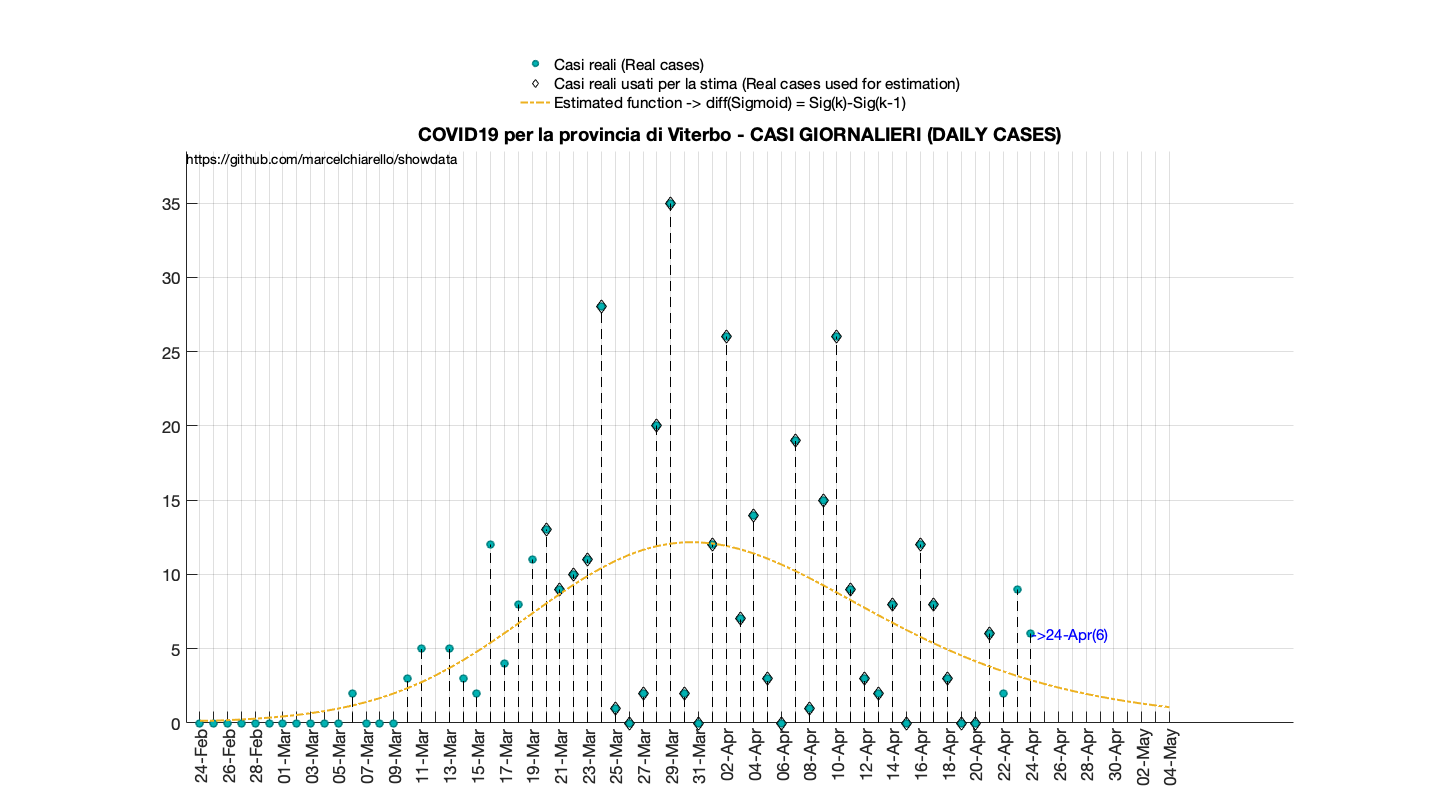 Casi reali (Real cases)
Casi reali usati per la stima (Real cases used for estimation)
Estimated function -> diff(Sigmoid) = Sig(k)-Sig(k-1)
COVID19 per la provincia di Viterbo - CASI GIORNALIERI (DAILY CASES)
https://github.com/marcelchiarello/showdata
35
30
25
20
15
10
5
0
->24-Apr(6)
24-Feb
26-Feb
28-Feb
01-Mar
03-Mar
05-Mar
07-Mar
09-Mar
11-Mar
13-Mar
15-Mar
17-Mar
19-Mar
21-Mar
23-Mar
25-Mar
27-Mar
29-Mar
31-Mar
02-Apr
04-Apr
06-Apr
08-Apr
10-Apr
12-Apr
14-Apr
16-Apr
18-Apr
20-Apr
22-Apr
24-Apr
26-Apr
28-Apr
30-Apr
02-May
04-May